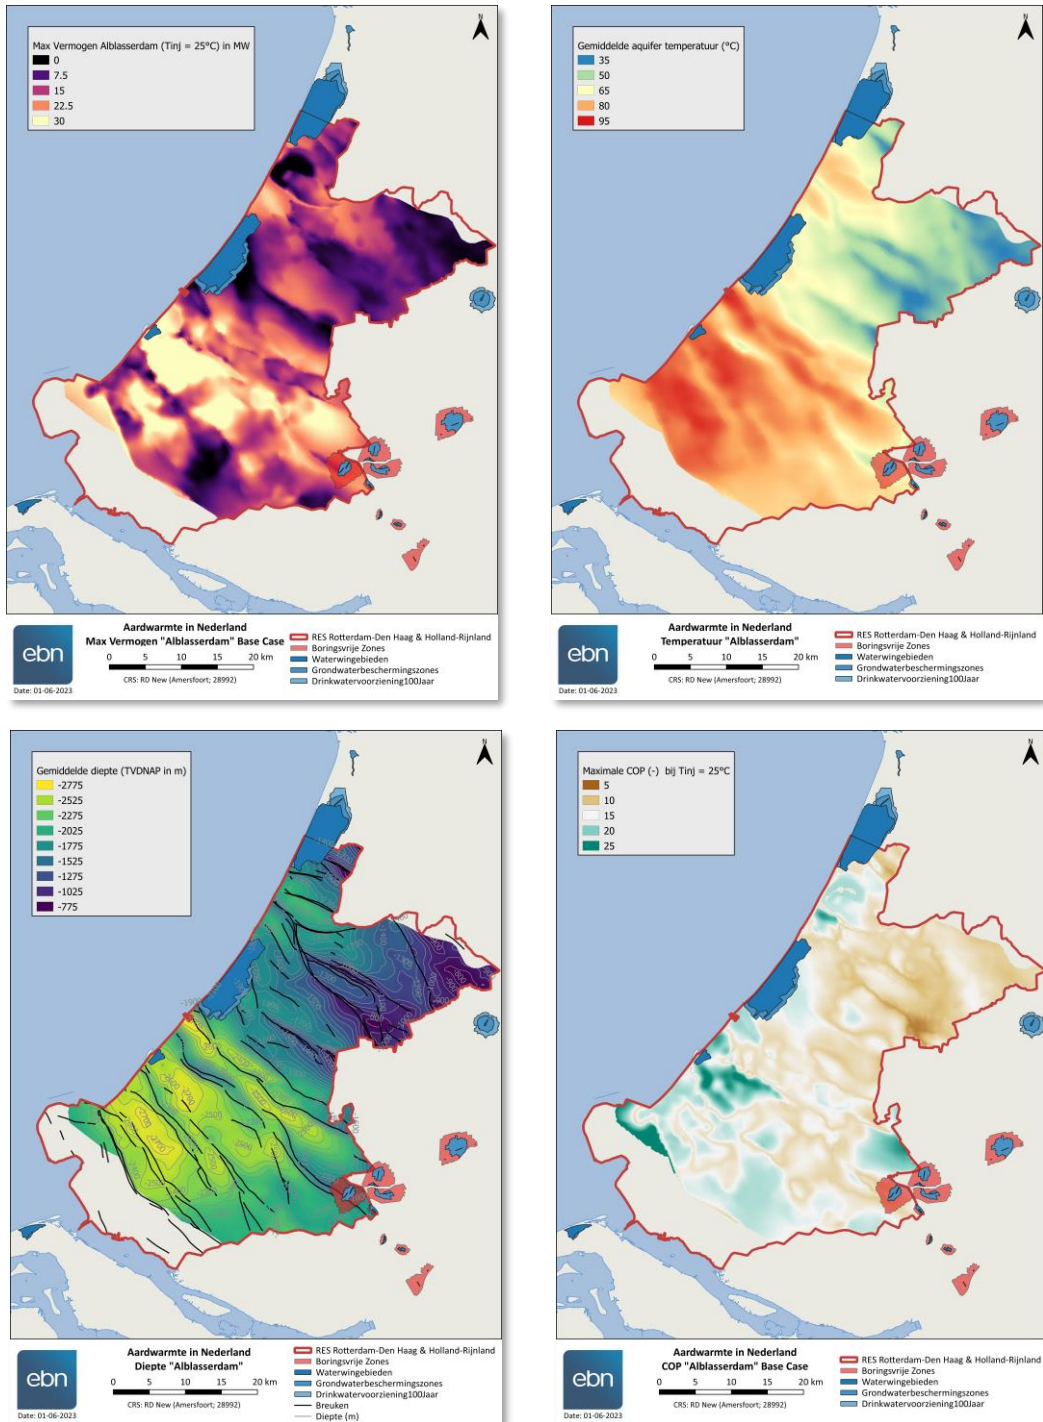 N
Max Vermogen Alblasserdam (Tinj = 25°C) in MW
0
7.5
15
22.5
30
Aardwarmte in Nederland
Max Vermogen "Alblasserdam" Base Case
0 5 10 15 20 km
CRS: RD New (Amersfoort; 28992)
ebn
Date: 01-06-2023
RES Rotterdam-Den Haag & Holland-Rijnland
Boringsvrije Zones
Waterwingebieden
Grondwaterbeschermingszones
Drinkwatervoorziening100Jaar
N
Gemiddelde aquifer temperatuur (°C)
35
50
65
80
95
Aardwarmte in Nederland
Temperatuur "Alblasserdam"
0 5 10 15 20 km
CRS: RD New (Amersfoort; 28992)
ebn
Date: 01-06-2023
RES Rotterdam-Den Haag & Holland-Rijnland
Boringsvrije Zones
Waterwingebieden
Grondwaterbeschermingszones
Drinkwatervoorziening100Jaar
N
Gemiddelde diepte (TVDNAP in m)
-2775
-2525
-2275
-2025
-1775
-1525
-1275
-1025
-775
Aardwarmte in Nederland
Diepte "Alblasserdam"
0 5 10 15 20 km
CRS: RD New (Amersfoort; 28992)
ebn
Date: 01-06-2023
RES Rotterdam-Den Haag & Holland-Rijnland
Boringsvrije Zones
Waterwingebieden
Grondwaterbeschermingszones
Drinkwatervoorziening100Jaar
Breuken
Diepte (m)
N
Maximale COP (-) bij Tinj = 25°C
5
10
15
20
25
Aardwarmte in Nederland
COP "Alblasserdam" Base Case
0 5 10 15 20 km
CRS: RD New (Amersfoort; 28992)
ebn
Date: 01-06-2023
RES Rotterdam-Den Haag & Holland-Rijnland
Boringsvrije Zones
Waterwingebieden
Grondwaterbeschermingszones
Drinkwatervoorziening100Jaar